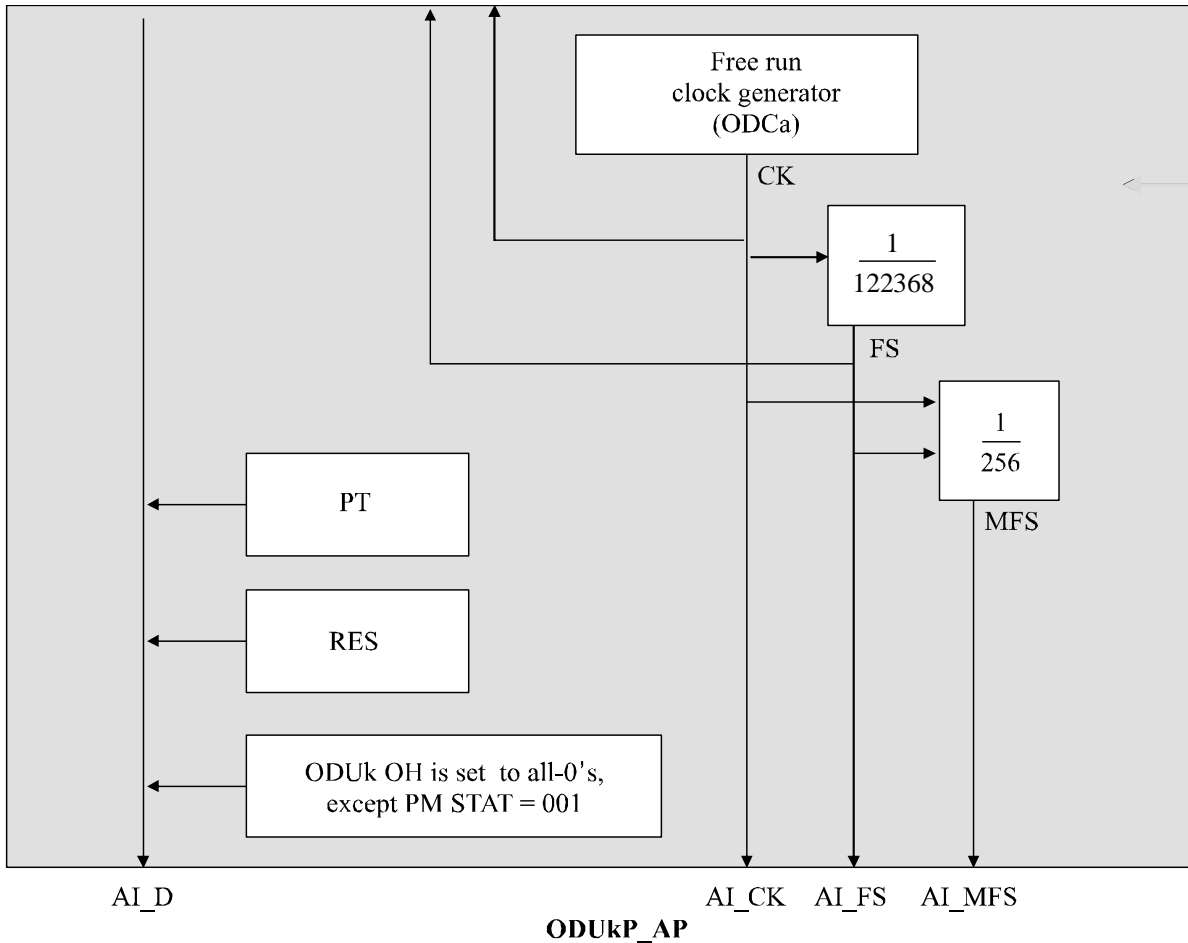 Free run
clock generator
(ODCa)
CK
1
122368
FS
1
256
MFS
PT
RES
ODUk OH is set to all-0's,
except PM STAT = 001
AI_D
AI_CK
AI_FS
AI_MFS
ODUkP_AP